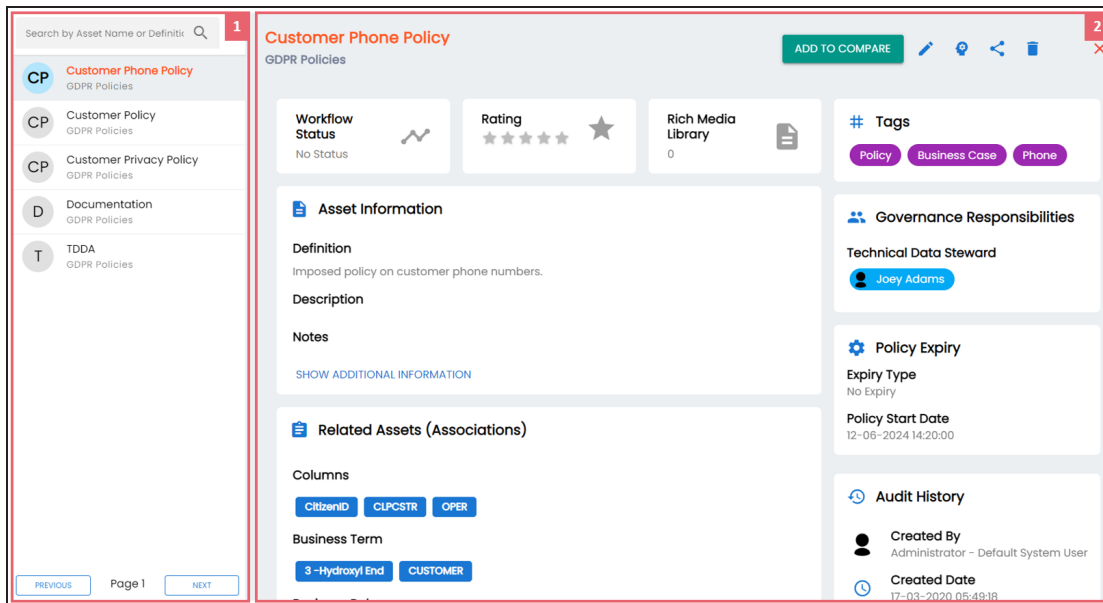 Search by Asset Name or Definitic
1
CP
Customer Phone Policy
GDPR Policies
CP
Customer Policy
GDPR Policies
CP
Customer Privacy Policy
GDPR Policies
D
Documentation
GDPR Policies
T
TDDA
GDPR Policies
PREVIOUS
Page 1
NEXT
2
Customer Phone Policy
GDPR Policies
ADD TO COMPARE
Workflow
Status
No Status
Rating
Rich Media
Library
0
Asset Information
Definition
Imposed policy on customer phone numbers.
Description
Notes
SHOW ADDITIONAL INFORMATION
Related Assets (Associations)
Columns
CitizenID CLPCSTR OPER
Business Term
3 -Hydroxyl End CUSTOMER
Tags
Policy Business Case Phone
Governance Responsibilities
Technical Data Steward
Joey Adams
Policy Expiry
Expiry Type
No Expiry
Policy Start Date
12-06-2024 14:20:00
Audit History
Created By
Administrator - Default System User
Created Date
17-03-2020 05:49:18